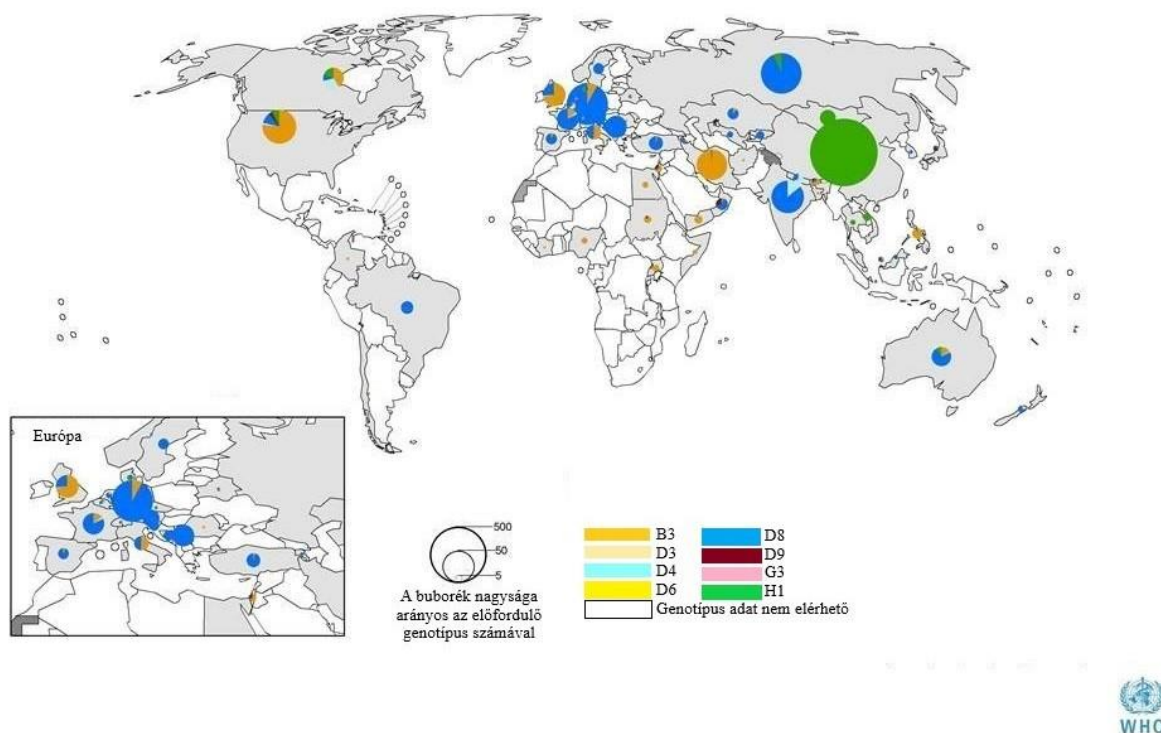 Európa
500
50
5
A buborék nagysága
arányos az előforduló
genotípus számával
B3
D3
D4
D6
D8
D9
G3
H1
Genotípus adat nem elérhető
WHO